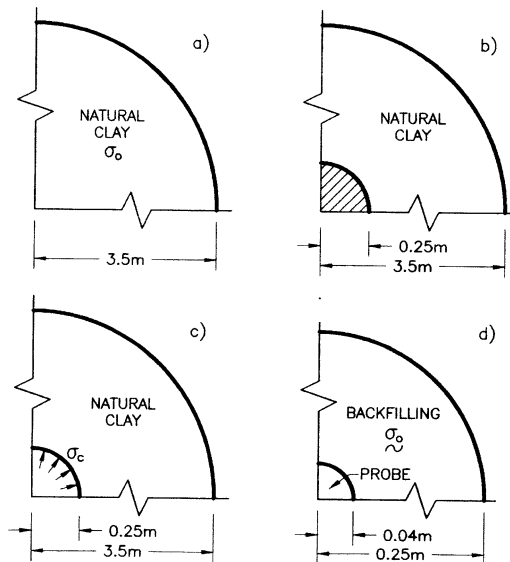 a)
NATURAL
CLAY
σo
3.5m
b)
NATURAL
CLAY
0.25m
3.5m
c)
NATURAL
CLAY
σc
0.25m
3.5m
d)
BACKFILLING
σo
PROBE
0.04m
0.25m